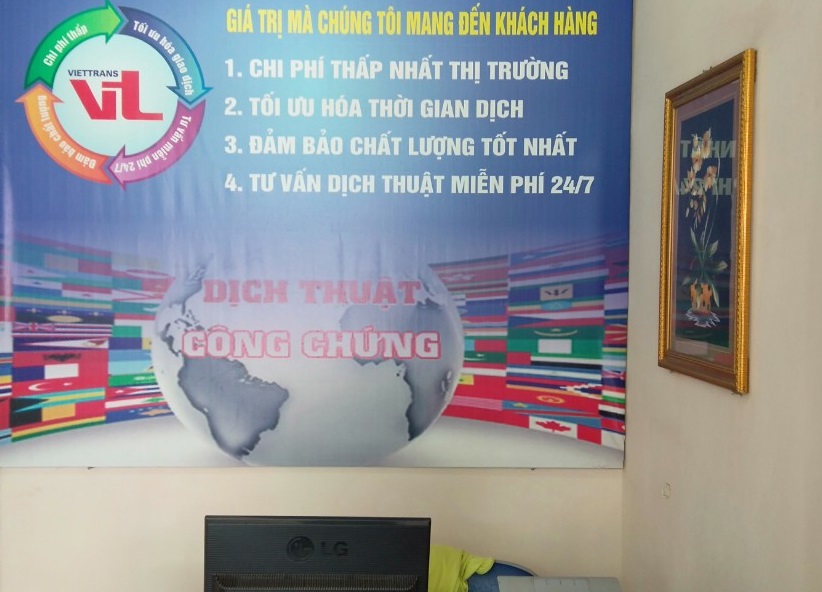 GIÁ TRỊ MÀ CHÚNG TÔI MANG ĐẾN KHÁCH HÀNG
Chi phí thấp
Tối ưu hóa giao dịch
VIETTRANS
VIL
Đảm bảo chất lượng
Tư vấn miễn phí 24/7
1. CHI PHÍ THẤP NHẤT THỊ TRƯỜNG
2. TỐI ƯU HÓA THỜI GIAN DỊCH
3. ĐẢM BẢO CHẤT LƯỢNG TỐT NHẤT
4. TƯ VẤN DỊCH THUẬT MIỄN PHÍ 24/7
DỊCH THUẬT
CÔNG CHỨNG
LG